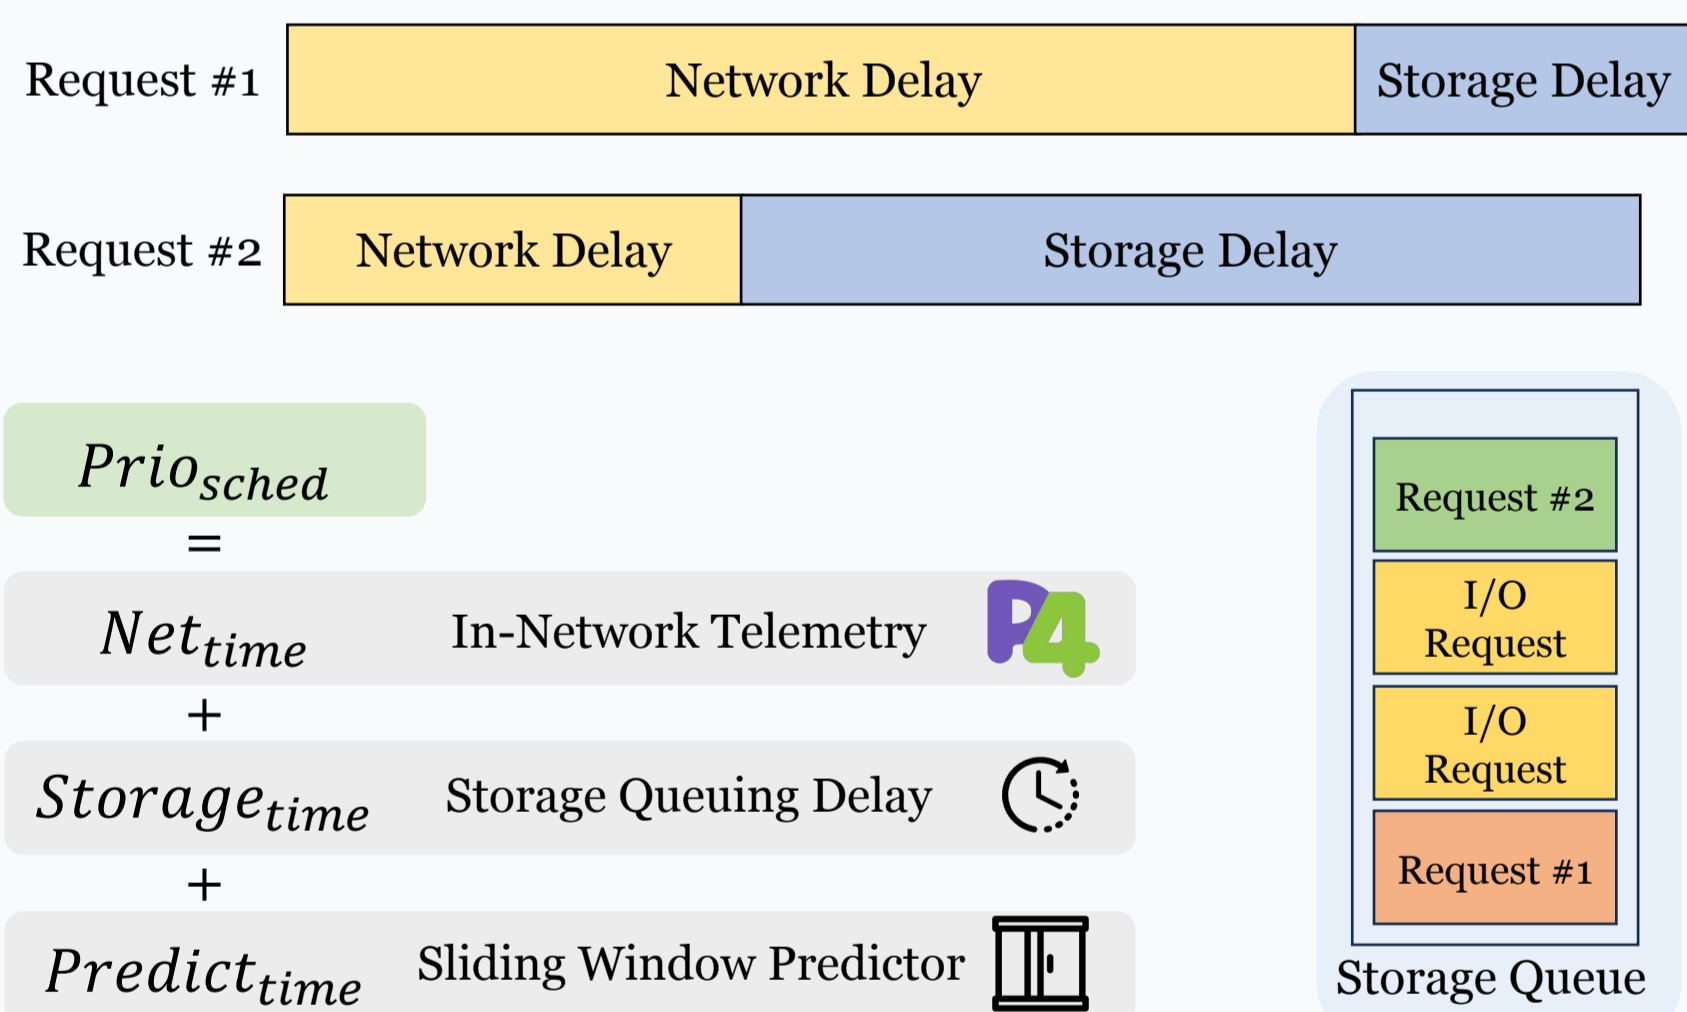 Request #1
Network Delay
Storage Delay
Request #2
Network Delay
Storage Delay
Prio_sched
=
Net_time
In-Network Telemetry
P4
+
Storage_time
Storage Queuing Delay
+
Predict_time
Sliding Window Predictor
Request #2
I/O
Request
I/O
Request
Request #1
Storage Queue